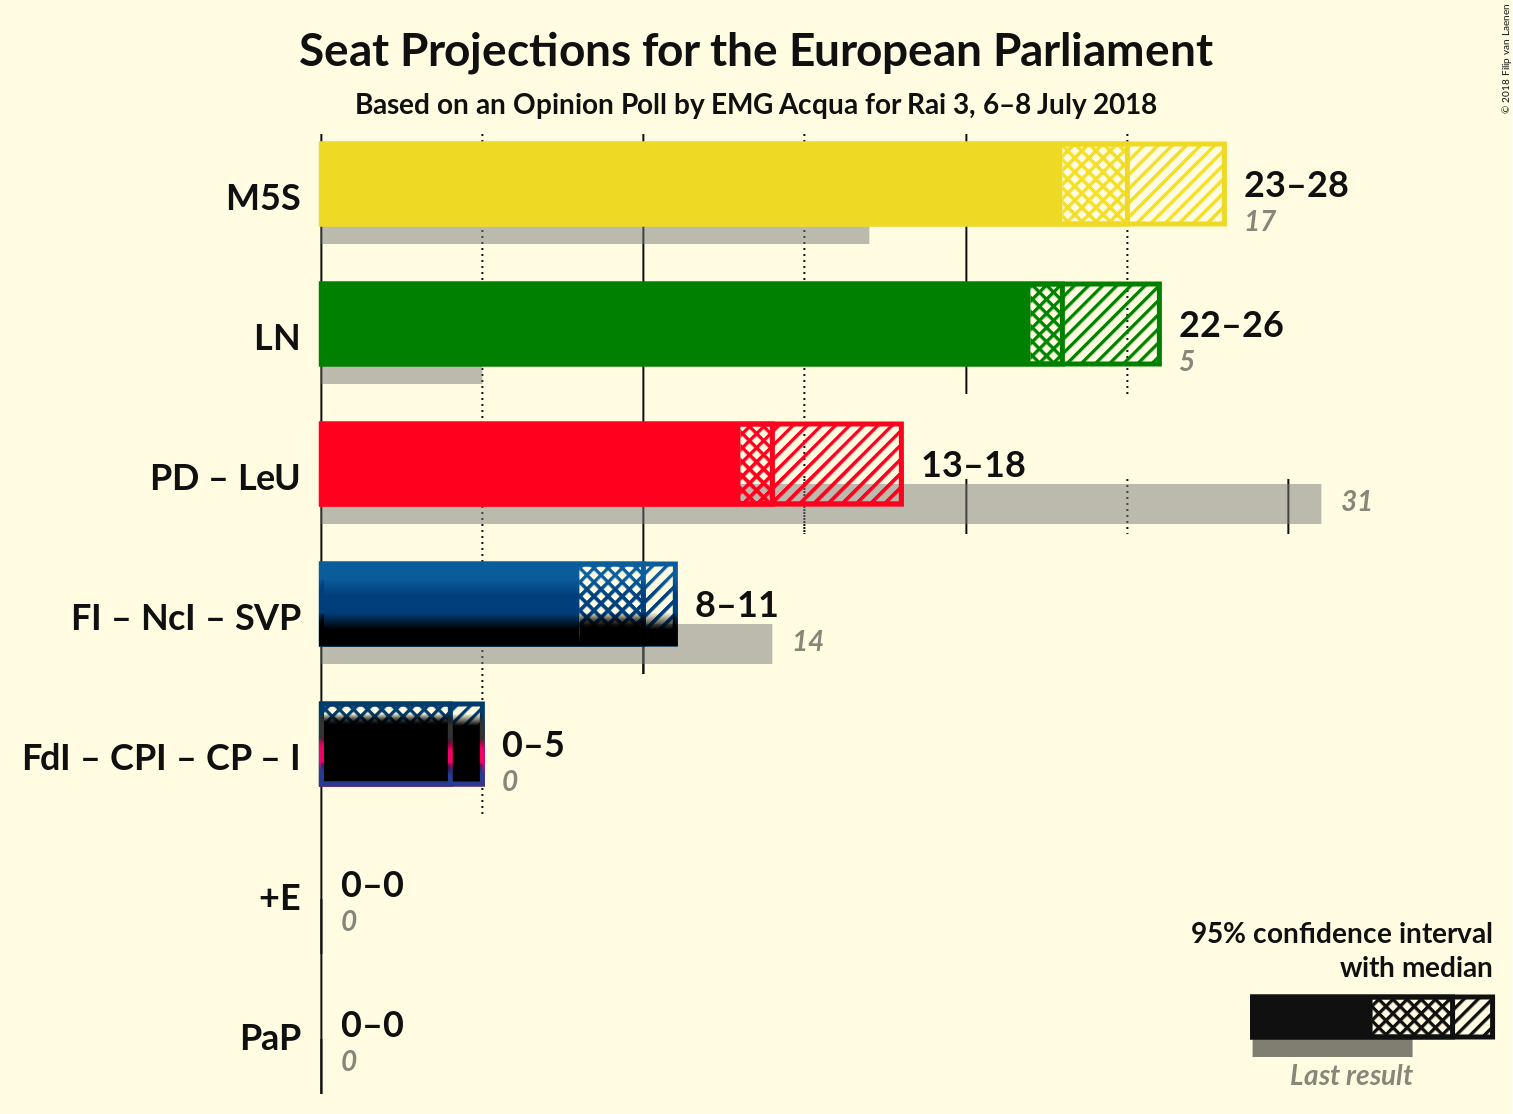 Seat Projections for the European Parliament
Based on an Opinion Poll by EMG Acqua for Rai 3, 6–8 July 2018
© 2018 Filip van Laenen
M5S
23–28
17
LN
22–26
5
PD – LeU
13–18
31
FI – NcI – SVP
8–11
14
FdI – CPI – CP – I
0–5
0
+E
0–0
0
PaP
0–0
0
95% confidence interval
with median
Last result